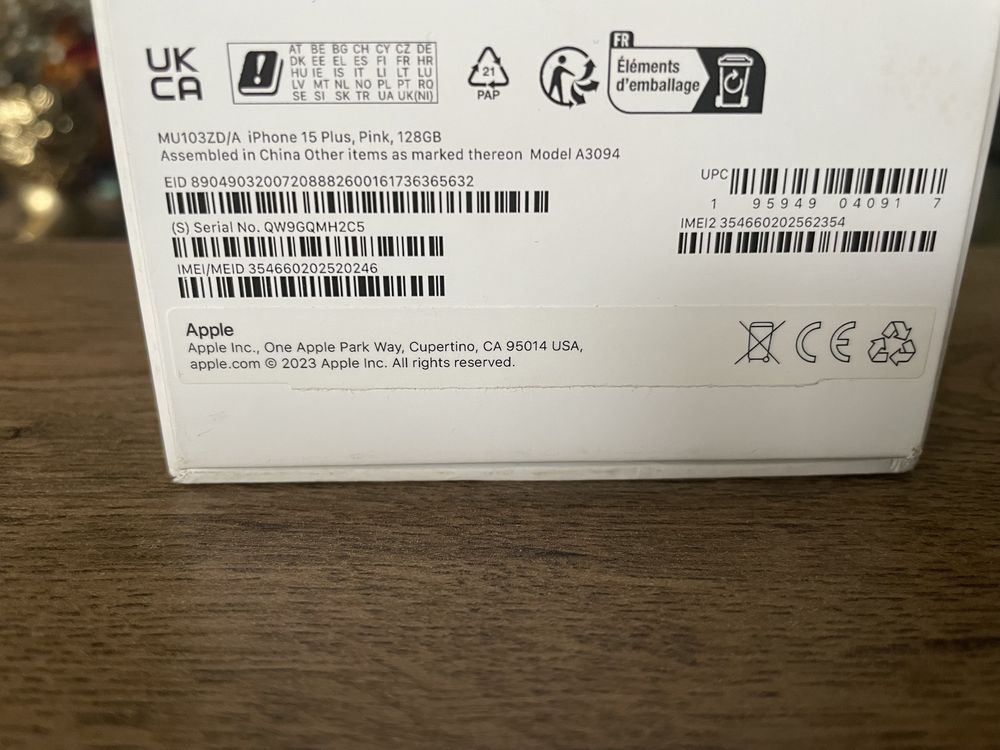 UK
CA
AT BE BG CH CY CZ DE
DK EE EL ES FI FR HR
HU IE IS IT LI LT LU
LV MT NL NO PL PT RO
SE SI SK TR UA UK(NI)
21
PAP
FR
Éléments
d'emballage
MU103ZD/A iPhone 15 Plus, Pink, 128GB
Assembled in China Other items as marked thereon Model A3094
EID 89049032007208882600161736365632
(S) Serial No. QW9GQMH2C5
IMEI/MEID 354660202520246
UPC
1 95949 04091 7
IMEI2 354660202562354
Apple
Apple Inc., One Apple Park Way, Cupertino, CA 95014 USA,
apple.com © 2023 Apple Inc. All rights reserved.
CE